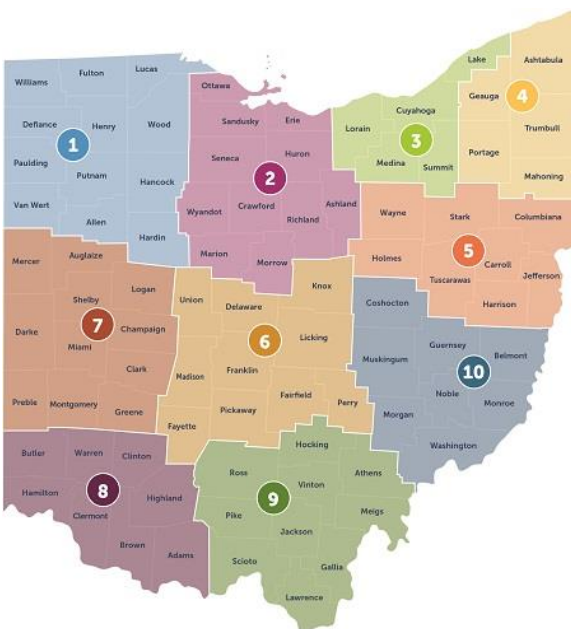 Williams
Fulton
Lucas
Defiance
Henry
Wood
1
Paulding
Putnam
Hancock
Van Wert
Allen
Hardin
Ottawa
Sandusky
Erie
Seneca
Huron
2
Wyandot
Crawford
Richland
Ashland
Marion
Morrow
Lake
Cuyahoga
Lorain
3
Medina
Summit
Ashtabula
Geauga
4
Trumbull
Portage
Mahoning
Wayne
Stark
Columbiana
5
Holmes
Carroll
Tuscarawas
Jefferson
Harrison
Knox
Union
Delaware
Licking
6
Madison
Franklin
Fairfield
Perry
Pickaway
Fayette
Mercer
Auglaize
Logan
Shelby
7
Darke
Champaign
Miami
Clark
Preble
Montgomery
Greene
Butler
Warren
Clinton
8
Hamilton
Highland
Clermont
Brown
Adams
Hocking
Ross
Athens
Vinton
9
Pike
Meigs
Jackson
Scioto
Gallia
Lawrence
Coshocton
Guernsey
Belmont
Muskingum
10
Noble
Monroe
Morgan
Washington